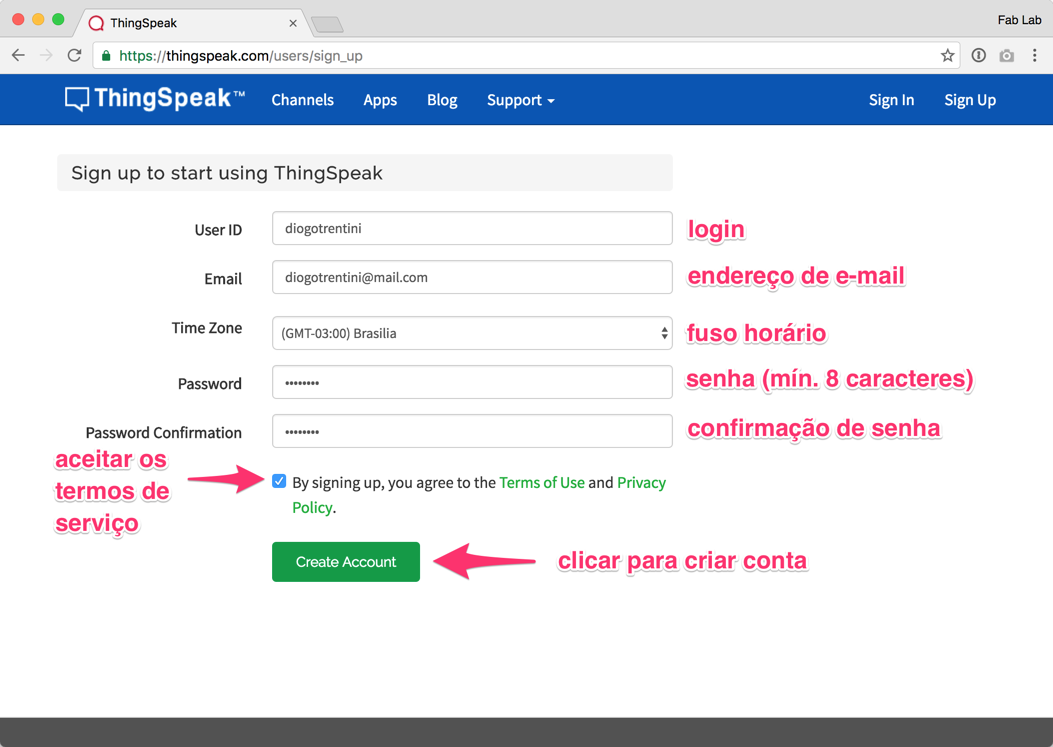 ThingSpeak
Fab Lab
https://thingspeak.com/users/sign_up
ThingSpeak™ Channels Apps Blog Support Sign In Sign Up
Sign up to start using ThingSpeak
User ID diogotrentini login
Email diogotrentini@mail.com endereço de e-mail
Time Zone (GMT-03:00) Brasilia fuso horário
Password •••••••• senha (mín. 8 caracteres)
Password Confirmation •••••••• confirmação de senha
aceitar os
termos de
serviço
By signing up, you agree to the Terms of Use and Privacy
Policy.
Create Account clicar para criar conta